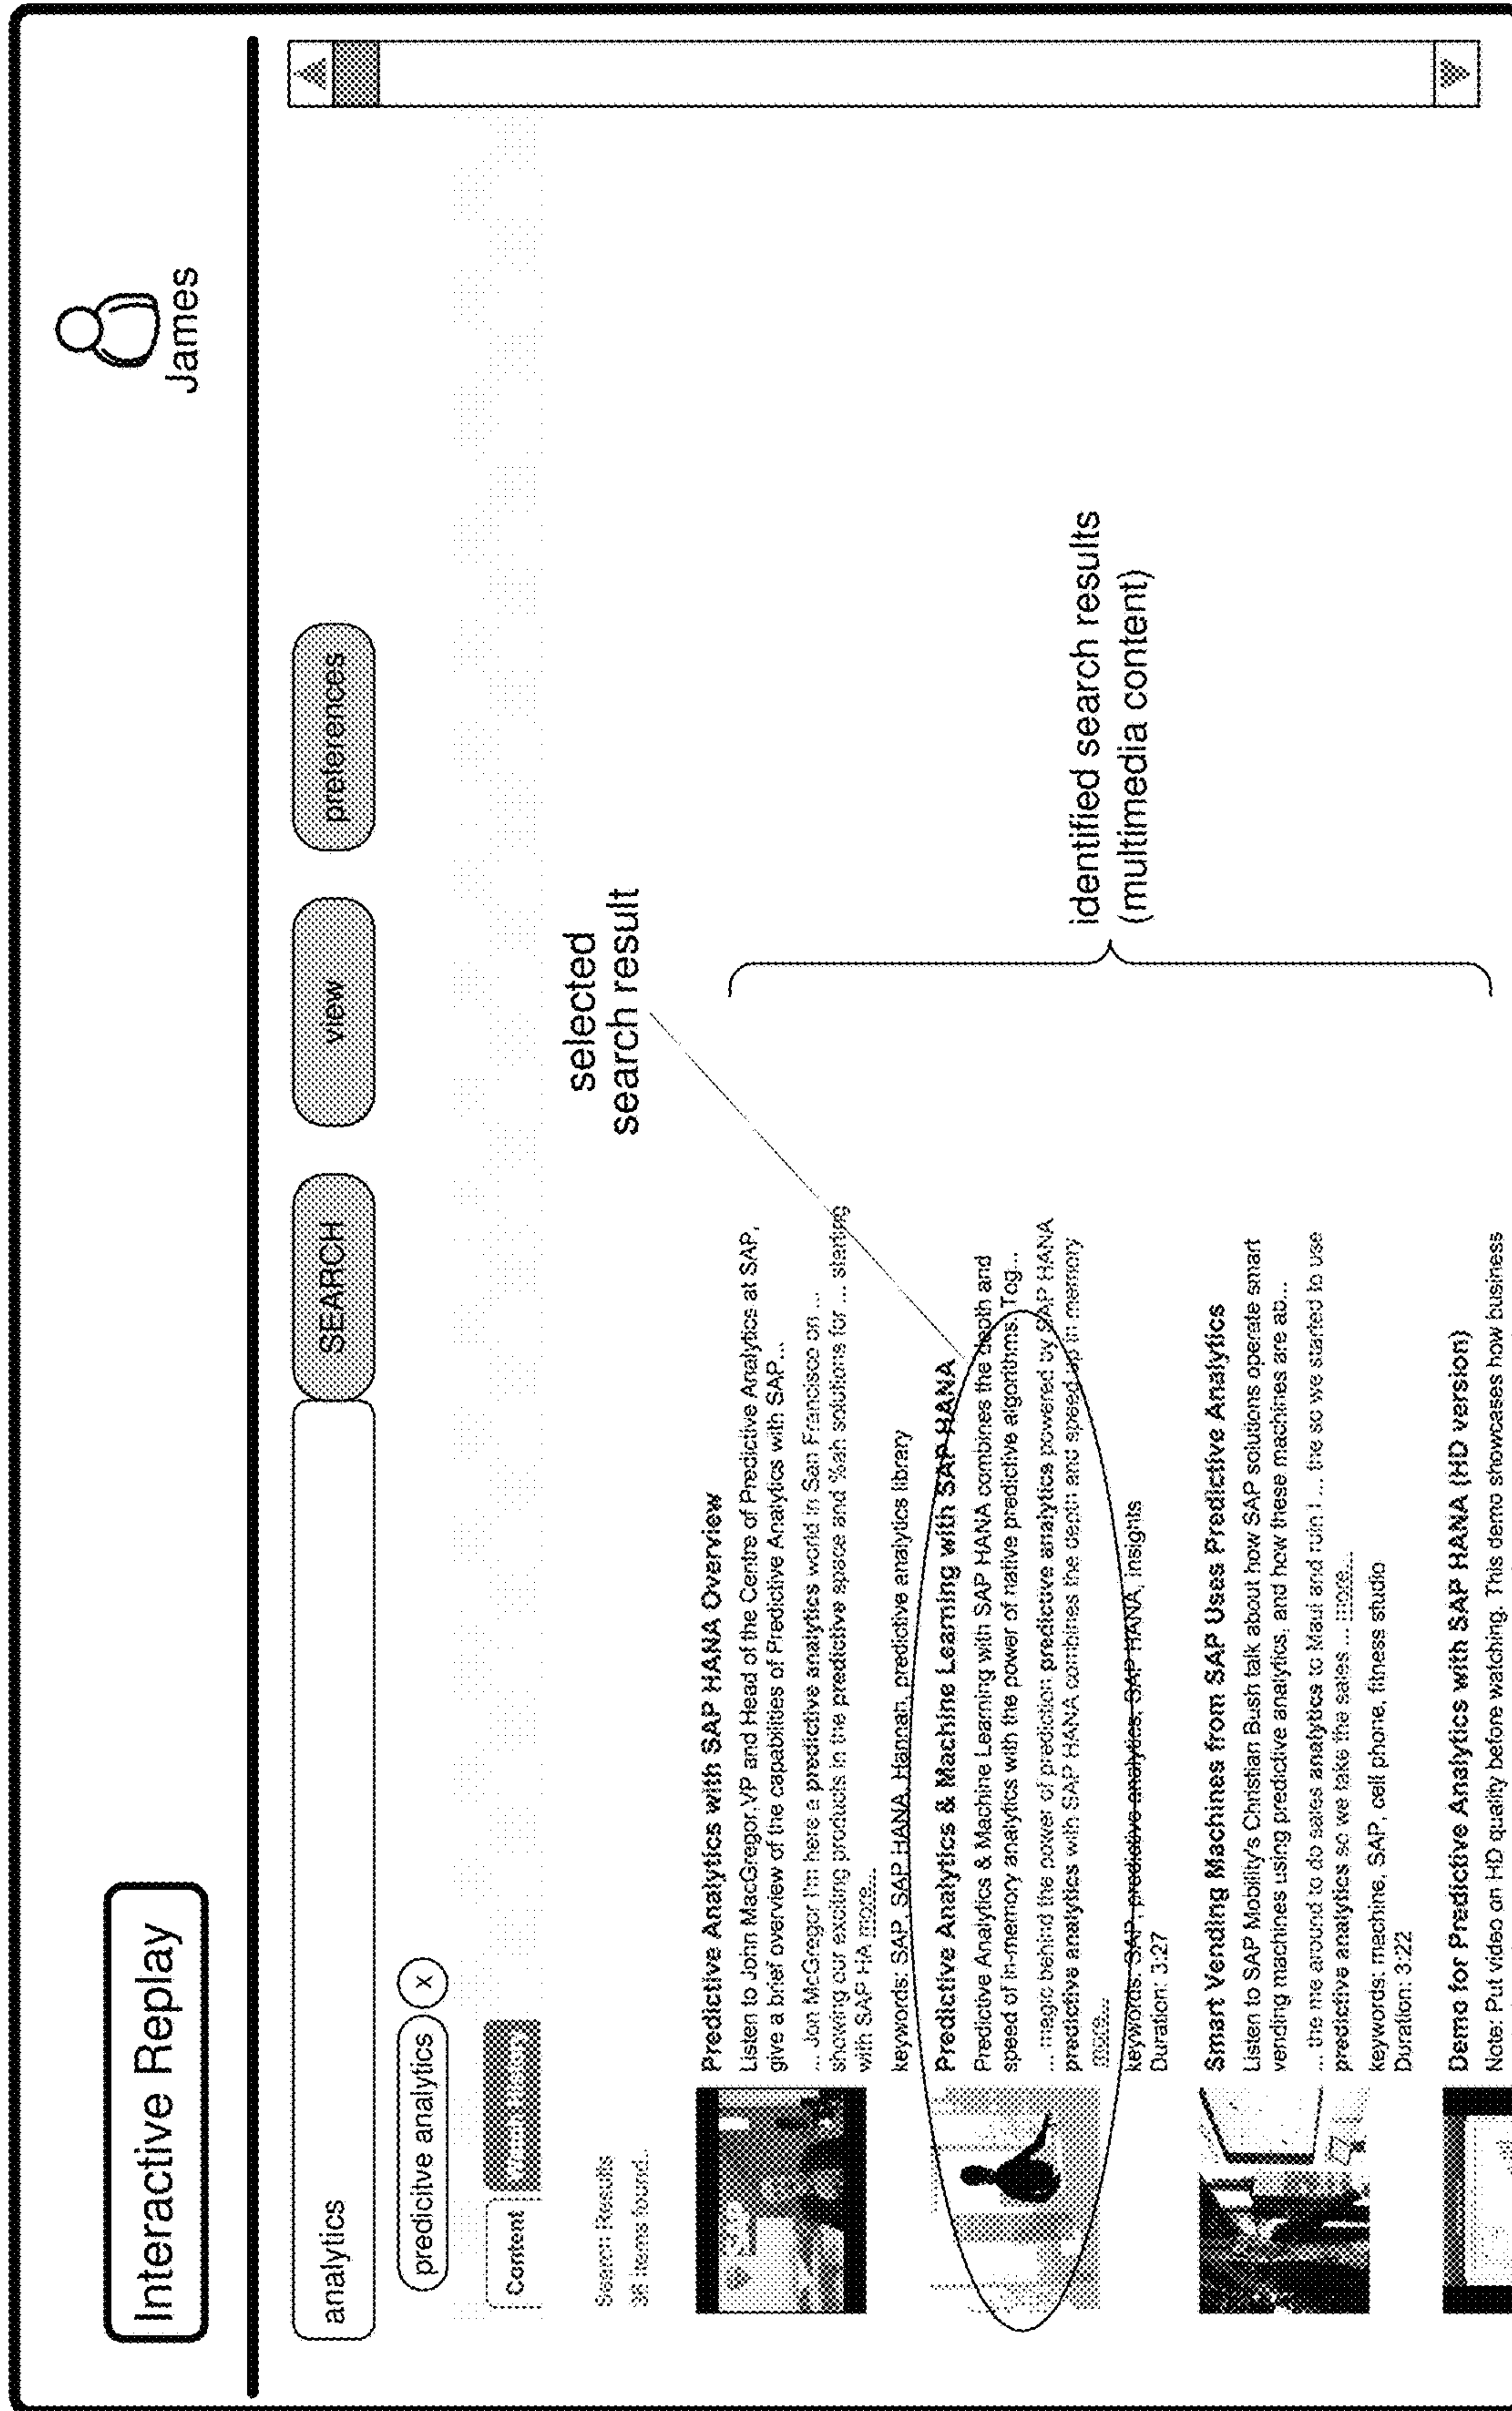 Interactive Replay
James
analytics
SEARCH
view
preferences
predicitve analytics
x
Content
Search Results
38 items found.
selected
search result
Predictive Analytics with SAP HANA Overview
Listen to John MacGregor,VP and Head of the Centre of Predictive Analytics at SAP,
give a brief overview of the capabilities of Predictive Analytics with SAP...
... Jon McGregor I'm here a predictive analytics world in San Francisco on ...
showing our exciting products in the predictive space and %ah solutions for ... starting
with SAP HA more...
keywords: SAP, SAP HANA, Hannah, predictive analytics library
Predictive Analytics & Machine Learning with SAP HANA
Predictive Analytics & Machine Learning with SAP HANA combines the depth and
speed of in-memory analytics with the power of native predictive algorithms. Tog...
... magic behind the power of prediction predictive analytics powered by SAP HANA
predictive analytics with SAP HANA combines the depth and speed up in memory
more...
keywords: SAP, predictive analytics, SAP HANA, insights
Duration: 3:27
identified search results
(multimedia content)
Smart Vending Machines from SAP Uses Predictive Analytics
Listen to SAP Mobility's Christian Bush talk about how SAP solutions operate smart
vending machines using predictive analytics, and how these machines are ab...
... the me around to do sales analytics to Maui and ruin I ... the so we started to use
predictive analytics so we take the sales ... more...
keywords: machine, SAP, cell phone, fitness studio
Duration: 3:22
Demo for Predictive Analytics with SAP HANA (HD version)
Note: Put video on HD quality before watching. This demo showcases how business